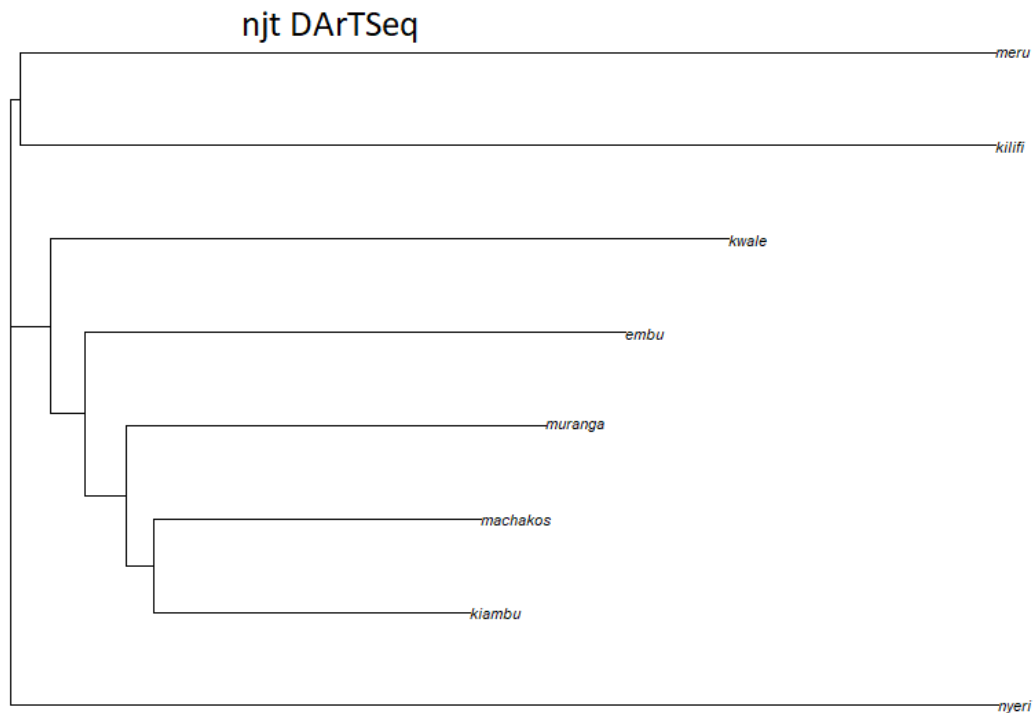 njt DArTSeq
meru
kilifi
kwale
embu
muranga
machakos
kiambu
nyeri